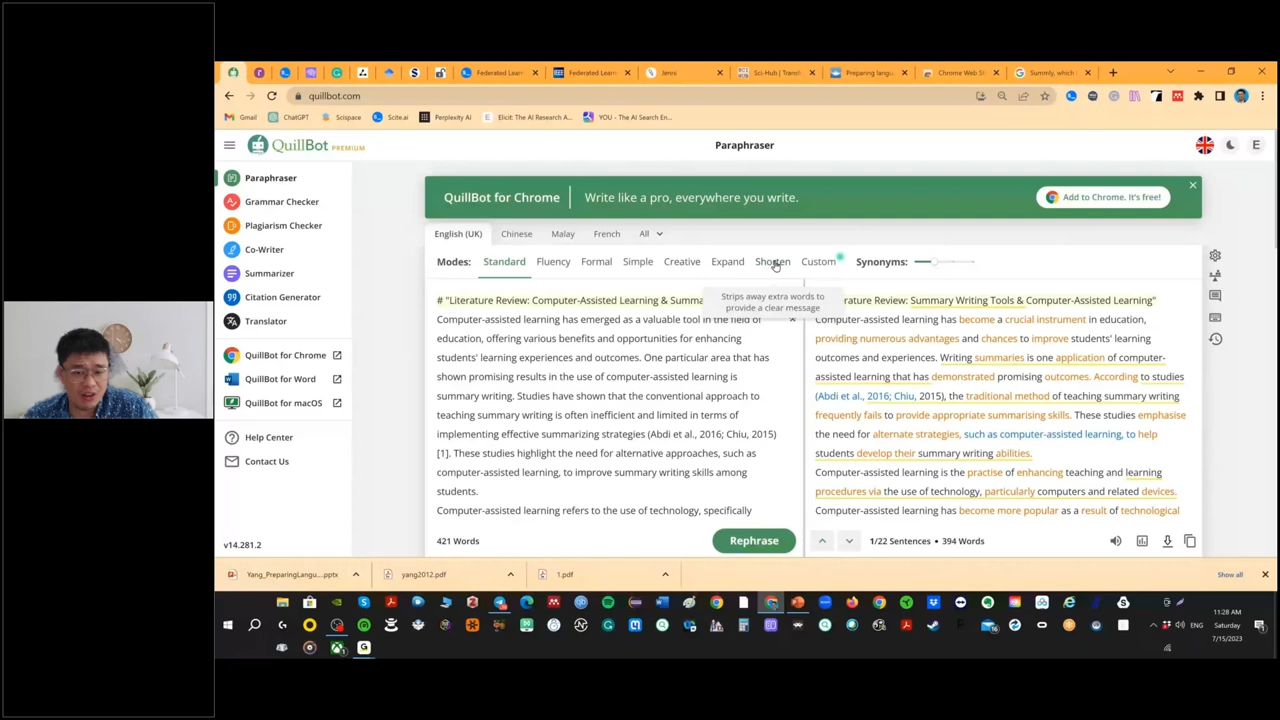 Federated Lear
Federated Lear
Jenni
Sci-Hub | Transf
Preparing langu
Chrome Web St
Summly, which
quillbot.com
Gmail
ChatGPT
Scispace
Scite.ai
Perplexity AI
Elicit: The AI Research A...
YOU - The AI Search En...
QuillBot PREMIUM
Paraphraser
E
Paraphraser
Grammar Checker
Plagiarism Checker
Co-Writer
Summarizer
Citation Generator
Translator
QuillBot for Chrome
QuillBot for Word
QuillBot for macOS
Help Center
Contact Us
v14.281.2
QuillBot for Chrome
Write like a pro, everywhere you write.
Add to Chrome. It's free!
English (UK)
Chinese
Malay
French
All
Modes:
Standard
Fluency
Formal
Simple
Creative
Expand
Shorten
Custom
Synonyms:
Strips away extra words to
provide a clear message
# "Literature Review: Computer-Assisted Learning & Summa
Computer-assisted learning has emerged as a valuable tool in the field of
education, offering various benefits and opportunities for enhancing
students' learning experiences and outcomes. One particular area that has
shown promising results in the use of computer-assisted learning is
summary writing. Studies have shown that the conventional approach to
teaching summary writing is often inefficient and limited in terms of
implementing effective summarizing strategies (Abdi et al., 2016; Chiu, 2015)
[1]. These studies highlight the need for alternative approaches, such as
computer-assisted learning, to improve summary writing skills among
students.
Computer-assisted learning refers to the use of technology, specifically
421 Words
Rephrase
rature Review: Summary Writing Tools & Computer-Assisted Learning"
Computer-assisted learning has become a crucial instrument in education,
providing numerous advantages and chances to improve students' learning
outcomes and experiences. Writing summaries is one application of computer-
assisted learning that has demonstrated promising outcomes. According to studies
(Abdi et al., 2016; Chiu, 2015), the traditional method of teaching summary writing
frequently fails to provide appropriate summarising skills. These studies emphasise
the need for alternate strategies, such as computer-assisted learning, to help
students develop their summary writing abilities.
Computer-assisted learning is the practise of enhancing teaching and learning
procedures via the use of technology, particularly computers and related devices.
Computer-assisted learning has become more popular as a result of technological
1/22 Sentences • 394 Words
Yang_PreparingLangu....pptx
yang2012.pdf
1.pdf
Show all
ENG
11:28 AM
Saturday
7/15/2023